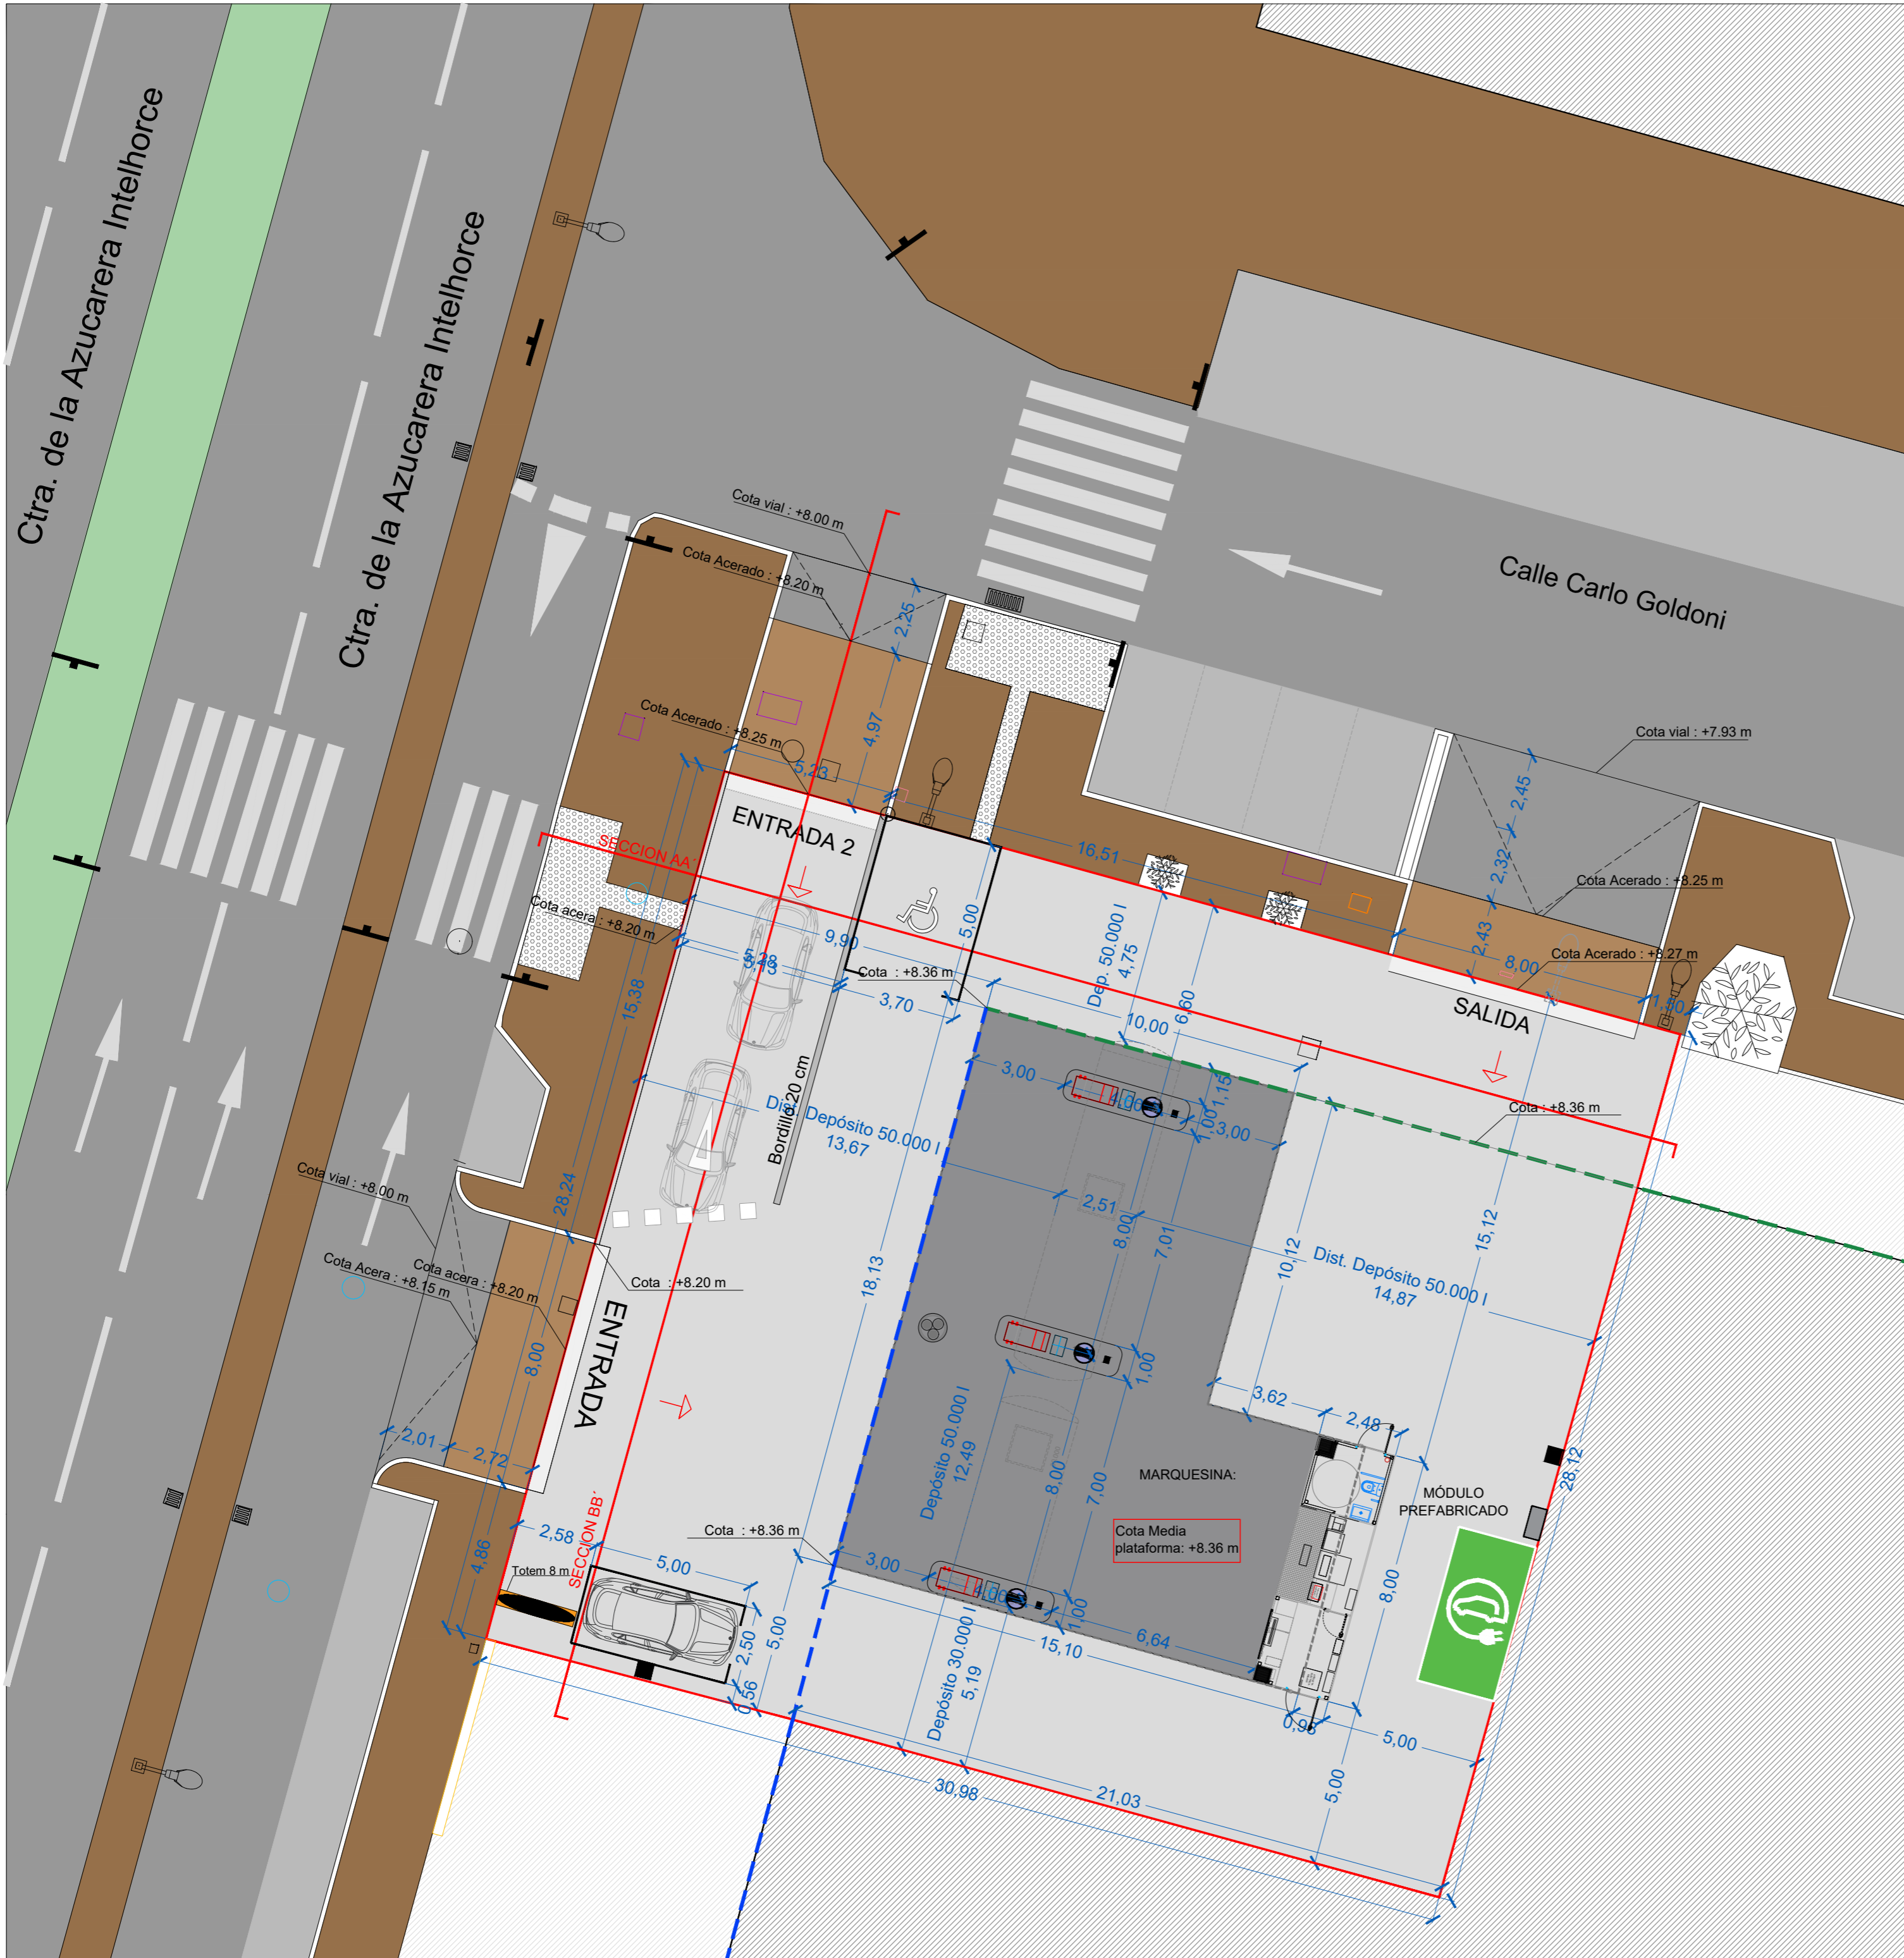 Ctra. de la Azucarera Intelhorce
Ctra. de la Azucarera Intelhorce
Calle Carlo Goldoni
Cota vial : +8.00 m
Cota Acerado : +8.20 m
2,25
4,97
Cota Acerado : +8.25 m
5,23
ENTRADA 2
SECCION AA´
Cota acera : +8.20 m
9,90
5,00
16,51
Cota vial : +7.93 m
2,45
2,32
Cota Acerado : +8.25 m
2,43
8,00
Cota Acerado : +8.27 m
1,50
SALIDA
Cota : +8.36 m
Dep. 50.000 l
4,75
6,60
3,70
15,38
10,00
3,00
1,15
1,00
3,00
Cota : +8.36 m
Bordillo 20 cm
Dist. Depósito 50.000 l
13,67
2,51
8,00
7,01
10,12
15,12
Dist. Depósito 50.000 l
14,87
28,24
18,13
Cota vial : +8.00 m
Cota Acera : +8.15 m
Cota acera : +8.20 m
Cota : +8.20 m
ENTRADA
8,00
1,00
3,62
2,48
2,01
2,72
Depósito 50.000 l
12,49
8,00
7,00
MARQUESINA:
MÓDULO
PREFABRICADO
28,12
Cota Media
plataforma: +8.36 m
Cota : +8.36 m
SECCION BB´
2,58
5,00
4,86
Totem 8 m
3,00
1,00
8,00
2,50
5,00
0,56
Depósito 30.000 l
5,19
15,10
6,64
5,00
5,00
30,98
21,03